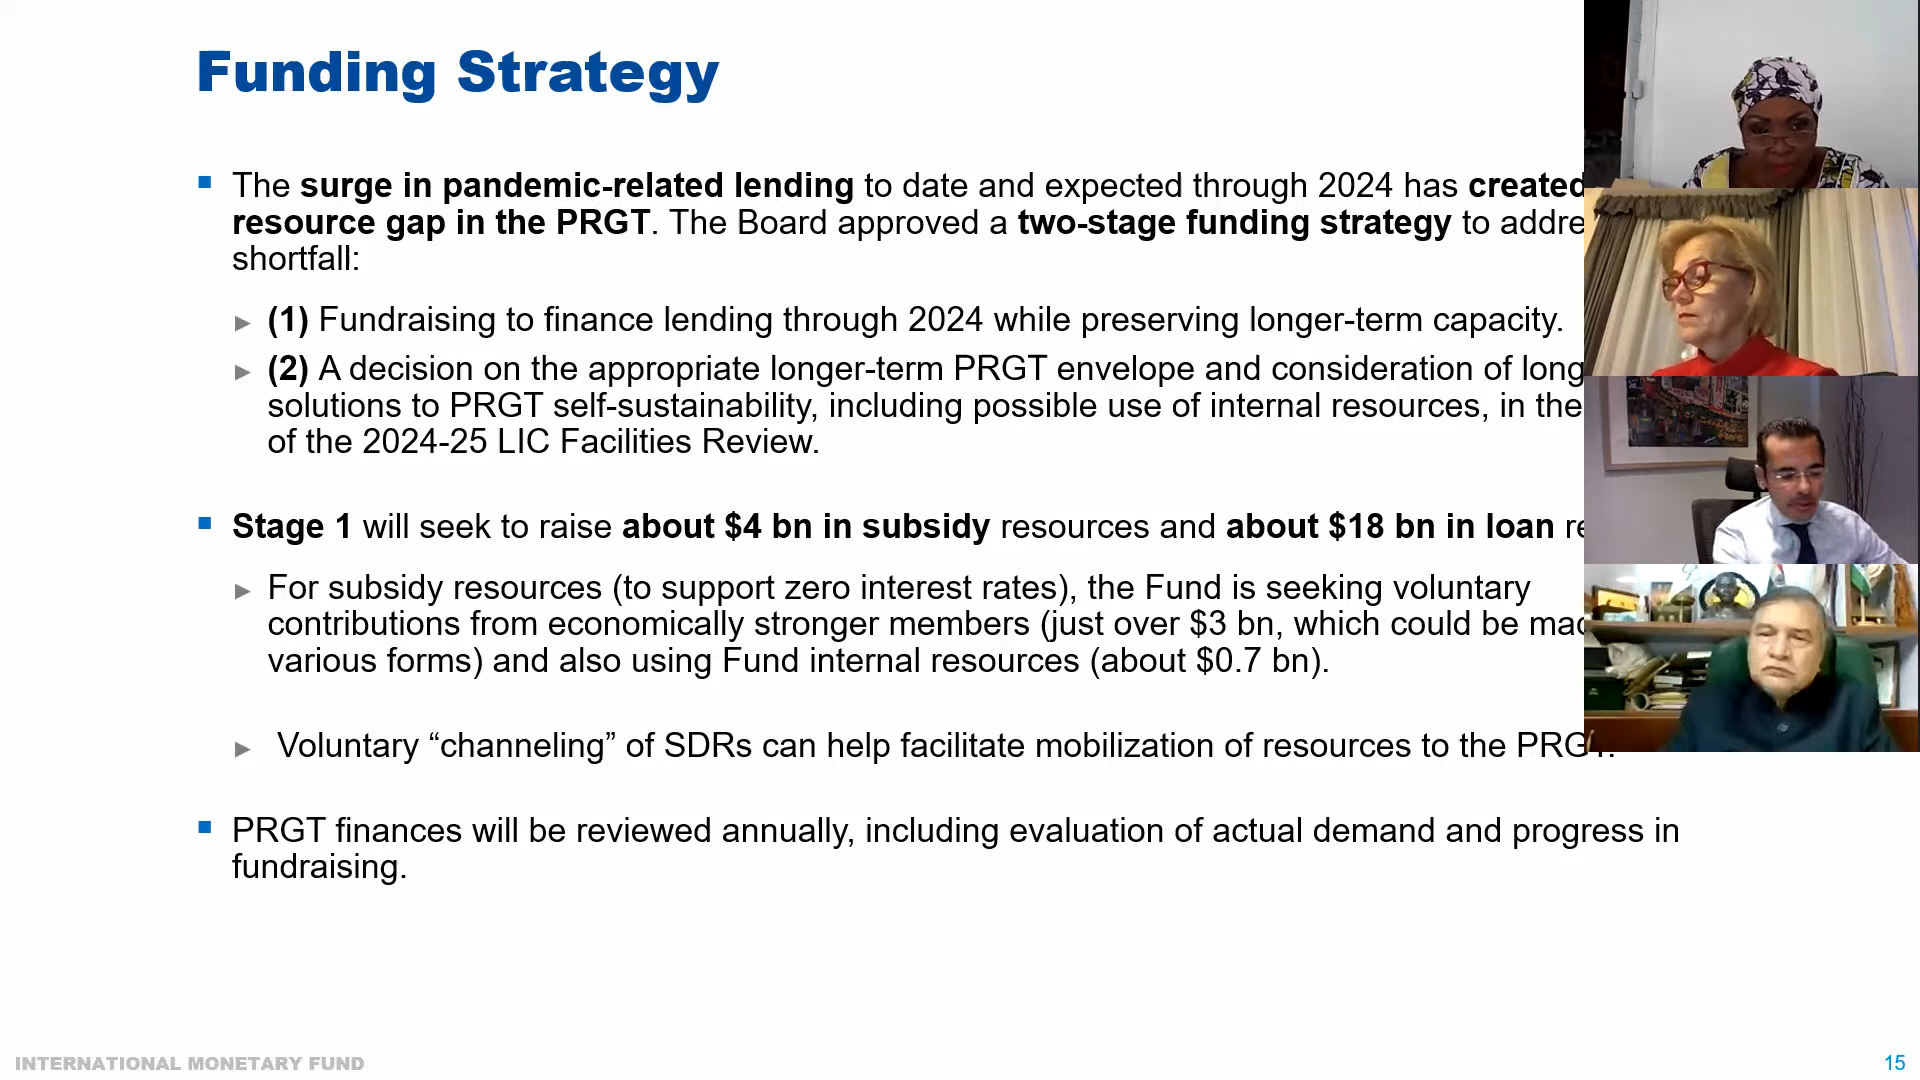 Funding Strategy
The surge in pandemic-related lending to date and expected through 2024 has created
resource gap in the PRGT. The Board approved a two-stage funding strategy to
shortfall:
(1) Fundraising to finance lending through 2024 while preserving longer-term capacity.
(2) A decision on the appropriate longer-term PRGT envelope and consideration of
solutions to PRGT self-sustainability, including possible use of internal resources, in the
of the 2024-25 LIC Facilities Review.
Stage 1 will seek to raise about $4 bn in subsidy resources and about $18 bn in loan
For subsidy resources (to support zero interest rates), the Fund is seeking voluntary
contributions from economically stronger members (just over $3 bn, which could be
various forms) and also using Fund internal resources (about $0.7 bn).
Voluntary “channeling” of SDRs can help facilitate mobilization of resources to the PRGT.
PRGT finances will be reviewed annually, including evaluation of actual demand and progress in
fundraising.
INTERNATIONAL MONETARY FUND
15